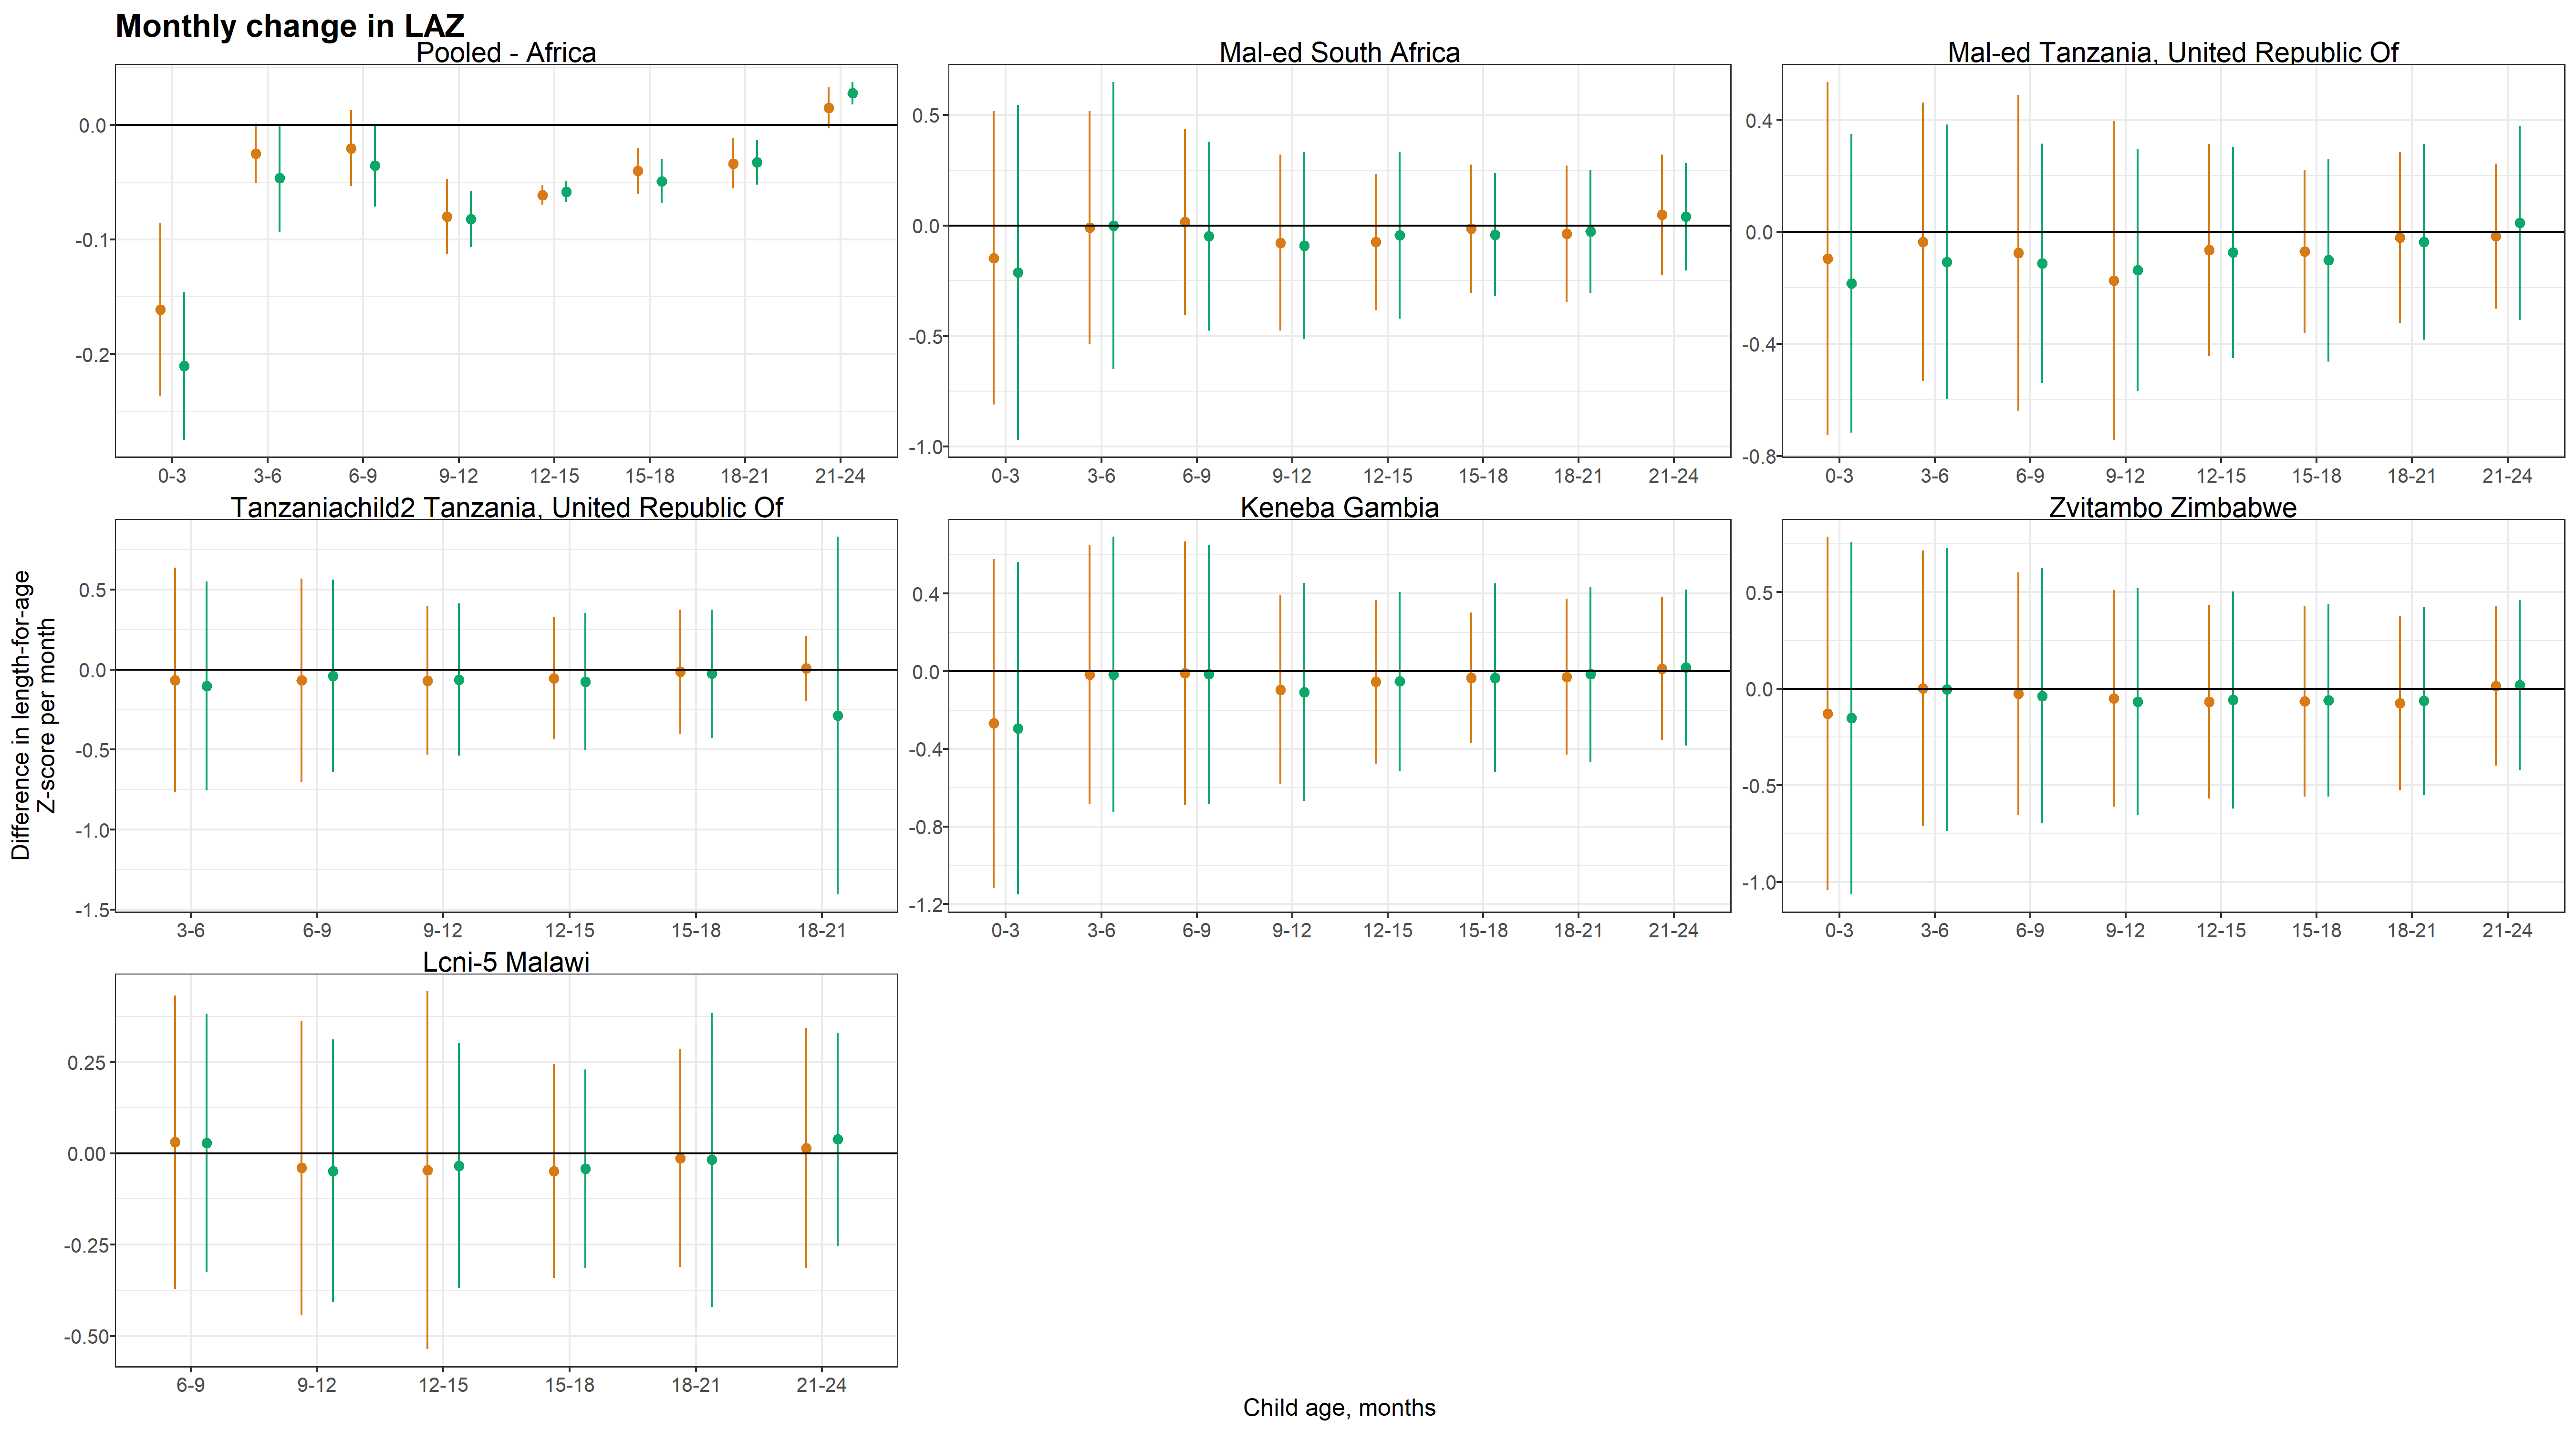 Monthly change in LAZ
Pooled - Africa
Mal-ed South Africa
Mal-ed Tanzania, United Republic Of
0.0
-0.1
-0.2
0.5
0.0
-0.5
-1.0
0.4
0.0
-0.4
-0.8
0-3 3-6 6-9 9-12 12-15 15-18 18-21 21-24
0-3 3-6 6-9 9-12 12-15 15-18 18-21 21-24
0-3 3-6 6-9 9-12 12-15 15-18 18-21 21-24
Tanzaniachild2 Tanzania, United Republic Of
Keneba Gambia
Zvitambo Zimbabwe
Difference in length-for-age
Z-score per month
0.5
0.0
-0.5
-1.0
-1.5
0.4
0.0
-0.4
-0.8
-1.2
0.5
0.0
-0.5
-1.0
3-6 6-9 9-12 12-15 15-18 18-21
0-3 3-6 6-9 9-12 12-15 15-18 18-21 21-24
0-3 3-6 6-9 9-12 12-15 15-18 18-21 21-24
Lcni-5 Malawi
0.25
0.00
-0.25
-0.50
6-9 9-12 12-15 15-18 18-21 21-24
Child age, months